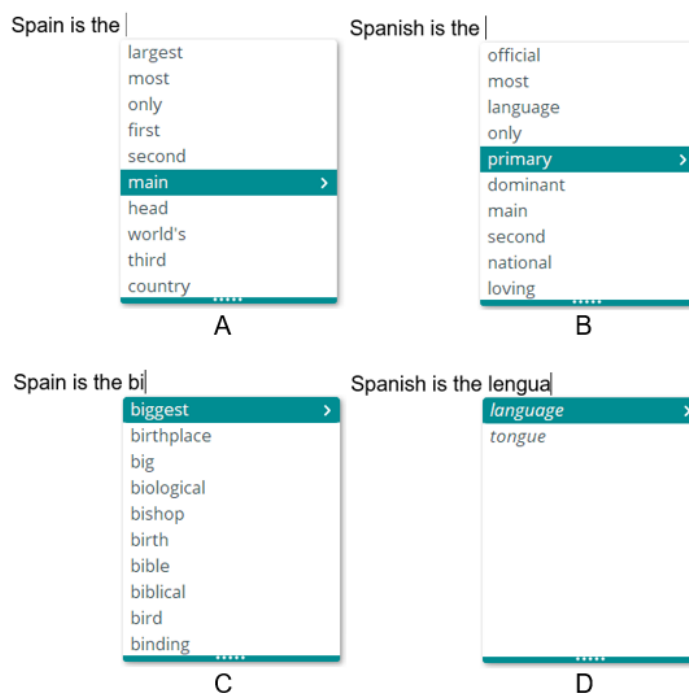 Spain is the
largest
most
only
first
second
main
head
world's
third
country
A
Spanish is the
official
most
language
only
primary
dominant
main
second
national
loving
B
Spain is the bi
biggest
birthplace
big
biological
bishop
birth
bible
biblical
bird
binding
C
Spanish is the lengua
language
tongue
D